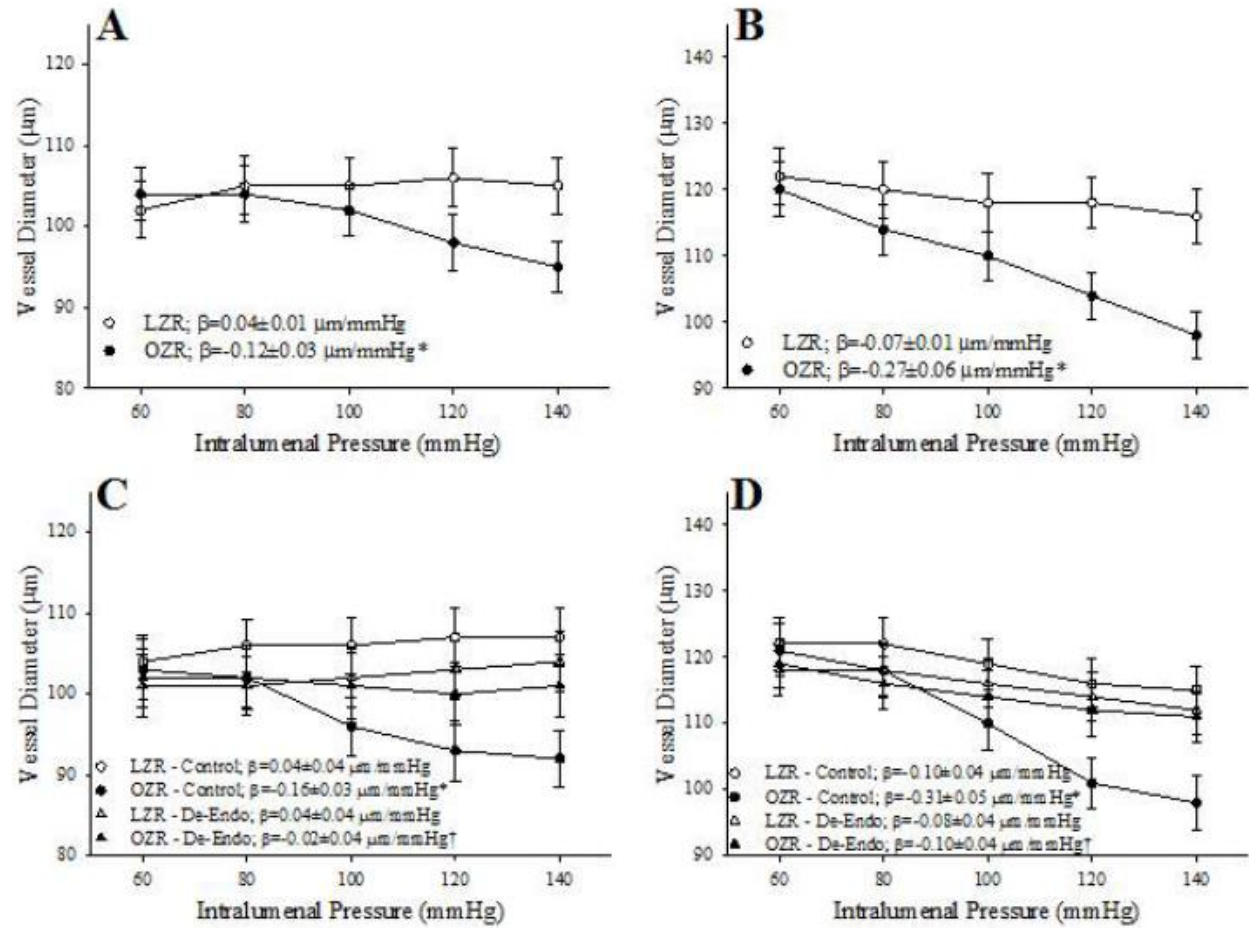 A
120
110
100
90
80
Vessel Diameter (µm)
LZR; β=0.04±0.01 µm/mmHg
OZR; β=-0.12±0.03 µm/mmHg*
60 80 100 120 140
Intralumenal Pressure (mmHg)
B
140
130
120
110
100
90
Vessel Diameter (µm)
LZR; β=-0.07±0.01 µm/mmHg
OZR; β=-0.27±0.06 µm/mmHg*
60 80 100 120 140
Intralumenal Pressure (mmHg)
C
120
110
100
90
80
Vessel Diameter (µm)
LZR - Control; β=0.04±0.04 µm/mmHg
OZR - Control; β=-0.16±0.03 µm/mmHg*
LZR - De-Endo; β=0.04±0.04 µm/mmHg
OZR - De-Endo; β=-0.02±0.04 µm/mmHg†
60 80 100 120 140
Intralumenal Pressure (mmHg)
D
140
130
120
110
100
90
Vessel Diameter (µm)
LZR - Control; β=-0.10±0.04 µm/mmHg
OZR - Control; β=-0.31±0.05 µm/mmHg*
LZR - De-Endo; β=-0.08±0.04 µm/mmHg
OZR - De-Endo; β=-0.10±0.04 µm/mmHg†
60 80 100 120 140
Intralumenal Pressure (mmHg)